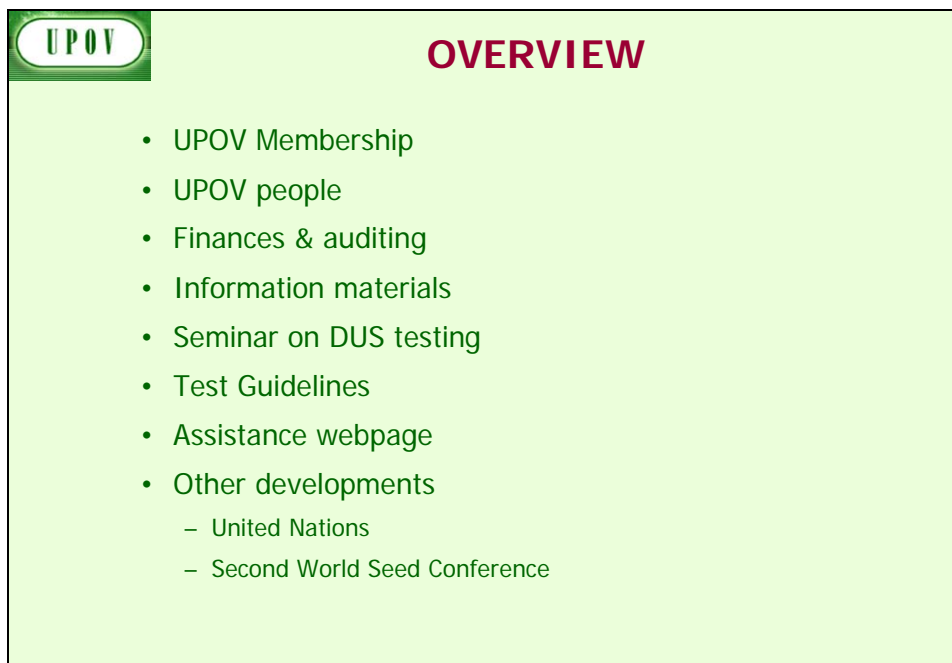 UPOV
OVERVIEW
• UPOV Membership
• UPOV people
• Finances & auditing
• Information materials
• Seminar on DUS testing
• Test Guidelines
• Assistance webpage
• Other developments
– United Nations
– Second World Seed Conference